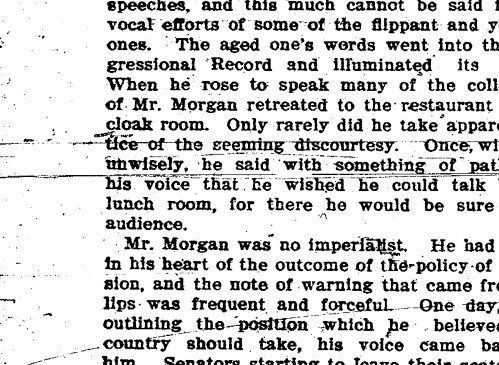 speeches, and this much cannot be said
vocal efforts of some of the flippant and
ones. The aged one's words went into
gressional Record and illuminated its
When he rose to speak many of the coll
of Mr. Morgan retreated to the restaurant
cloak room. Only rarely did he take appar
tice of the seeming discourtesy. Once, wi
unwisely, he said with something of pat
his voice that he wished he could talk
lunch room, for there he would be sure
audience.
Mr. Morgan was no imperialist. He had
in his heart of the outcome of the policy of
sion, and the note of warning that came fr
lips was frequent and forceful. One day,
outlining the position which he believe
country should take, his voice came ba
him. Senators starting to leave their